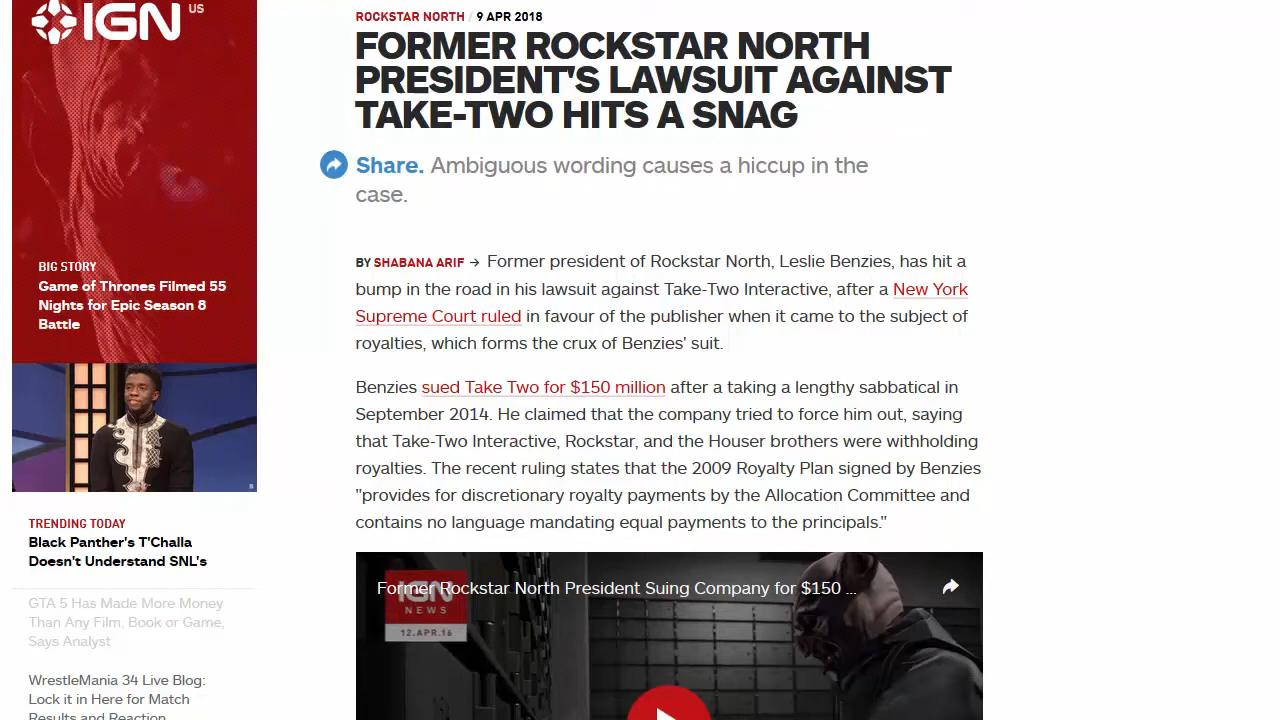 IGN
US
BIG STORY
Game of Thrones Filmed 55
Nights for Epic Season 8
Battle
TRENDING TODAY
Black Panther's T'Challa
Doesn't Understand SNL's
GTA 5 Has Made More Money
Than Any Film, Book or Game,
Says Analyst
WrestleMania 34 Live Blog:
Lock it in Here for Match
Results and Reaction
ROCKSTAR NORTH / 9 APR 2018
FORMER ROCKSTAR NORTH
PRESIDENT'S LAWSUIT AGAINST
TAKE-TWO HITS A SNAG
Share. Ambiguous wording causes a hiccup in the
case.
BY SHABANA ARIF → Former president of Rockstar North, Leslie Benzies, has hit a
bump in the road in his lawsuit against Take-Two Interactive, after a New York
Supreme Court ruled in favour of the publisher when it came to the subject of
royalties, which forms the crux of Benzies' suit.
Benzies sued Take Two for $150 million after a taking a lengthy sabbatical in
September 2014. He claimed that the company tried to force him out, saying
that Take-Two Interactive, Rockstar, and the Houser brothers were withholding
royalties. The recent ruling states that the 2009 Royalty Plan signed by Benzies
"provides for discretionary royalty payments by the Allocation Committee and
contains no language mandating equal payments to the principals."
Former Rockstar North President Suing Company for $150 ...
IGN
NEWS
12.APR.16